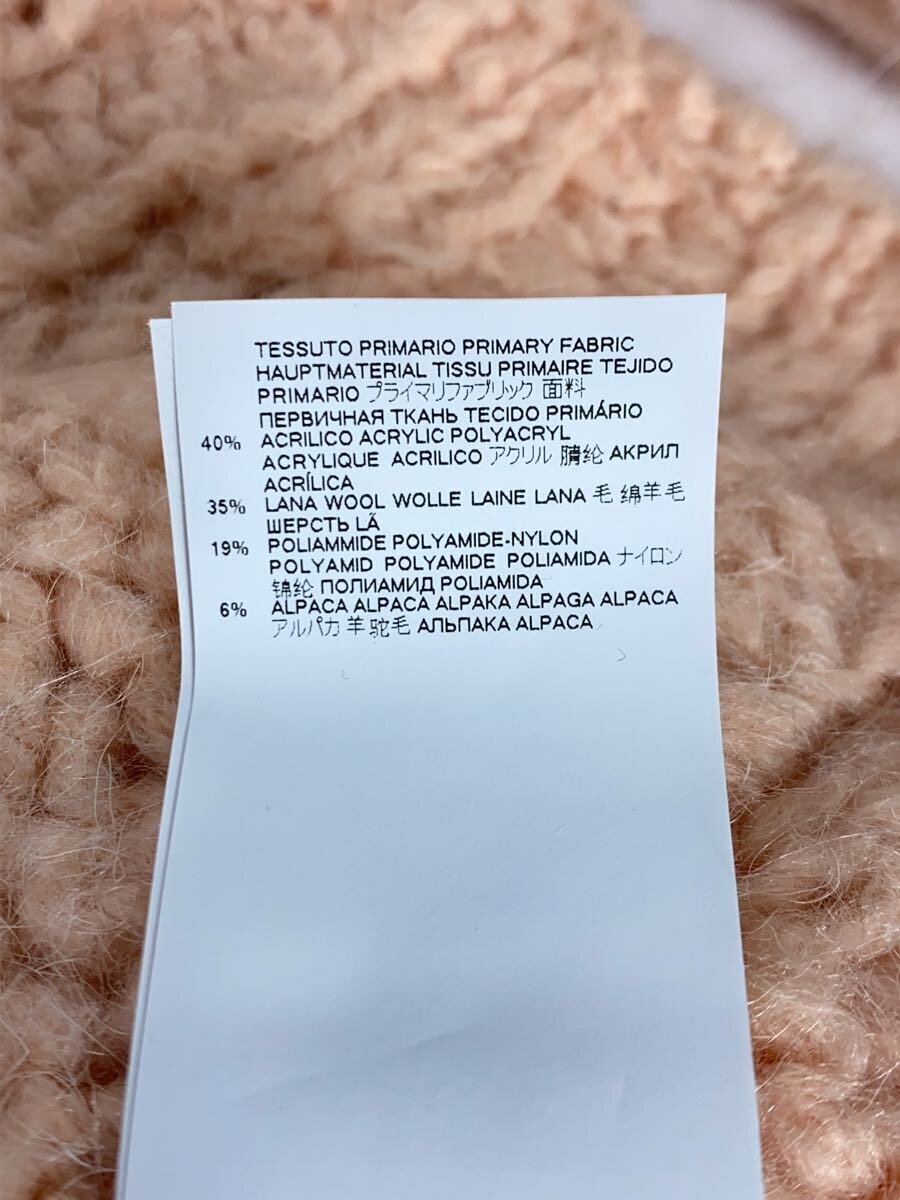 TESSUTO PRIMARIO PRIMARY FABRIC
HAUPTMATERIAL TISSU PRIMAIRE TEJIDO
PRIMARIO プライマリファブリック 面料
ПЕРВИЧНАЯ ТКАНЬ TECIDO PRIMÁRIO
40% ACRILICO ACRYLIC POLYACRYL
ACRYLIQUE ACRILICO アクリル 腈纶 АКРИЛ
ACRÍLICA
35% LANA WOOL WOLLE LAINE LANA 毛 绵羊毛
ШЕРСТЬ LÃ
19% POLIAMMIDE POLYAMIDE-NYLON
POLYAMID POLYAMIDE POLIAMIDA ナイロン
锦纶 ПОЛИАМИД POLIAMIDA
6% ALPACA ALPACA ALPAKA ALPAGA ALPACA
アルパカ 羊驼毛 АЛЬПАКА ALPACA